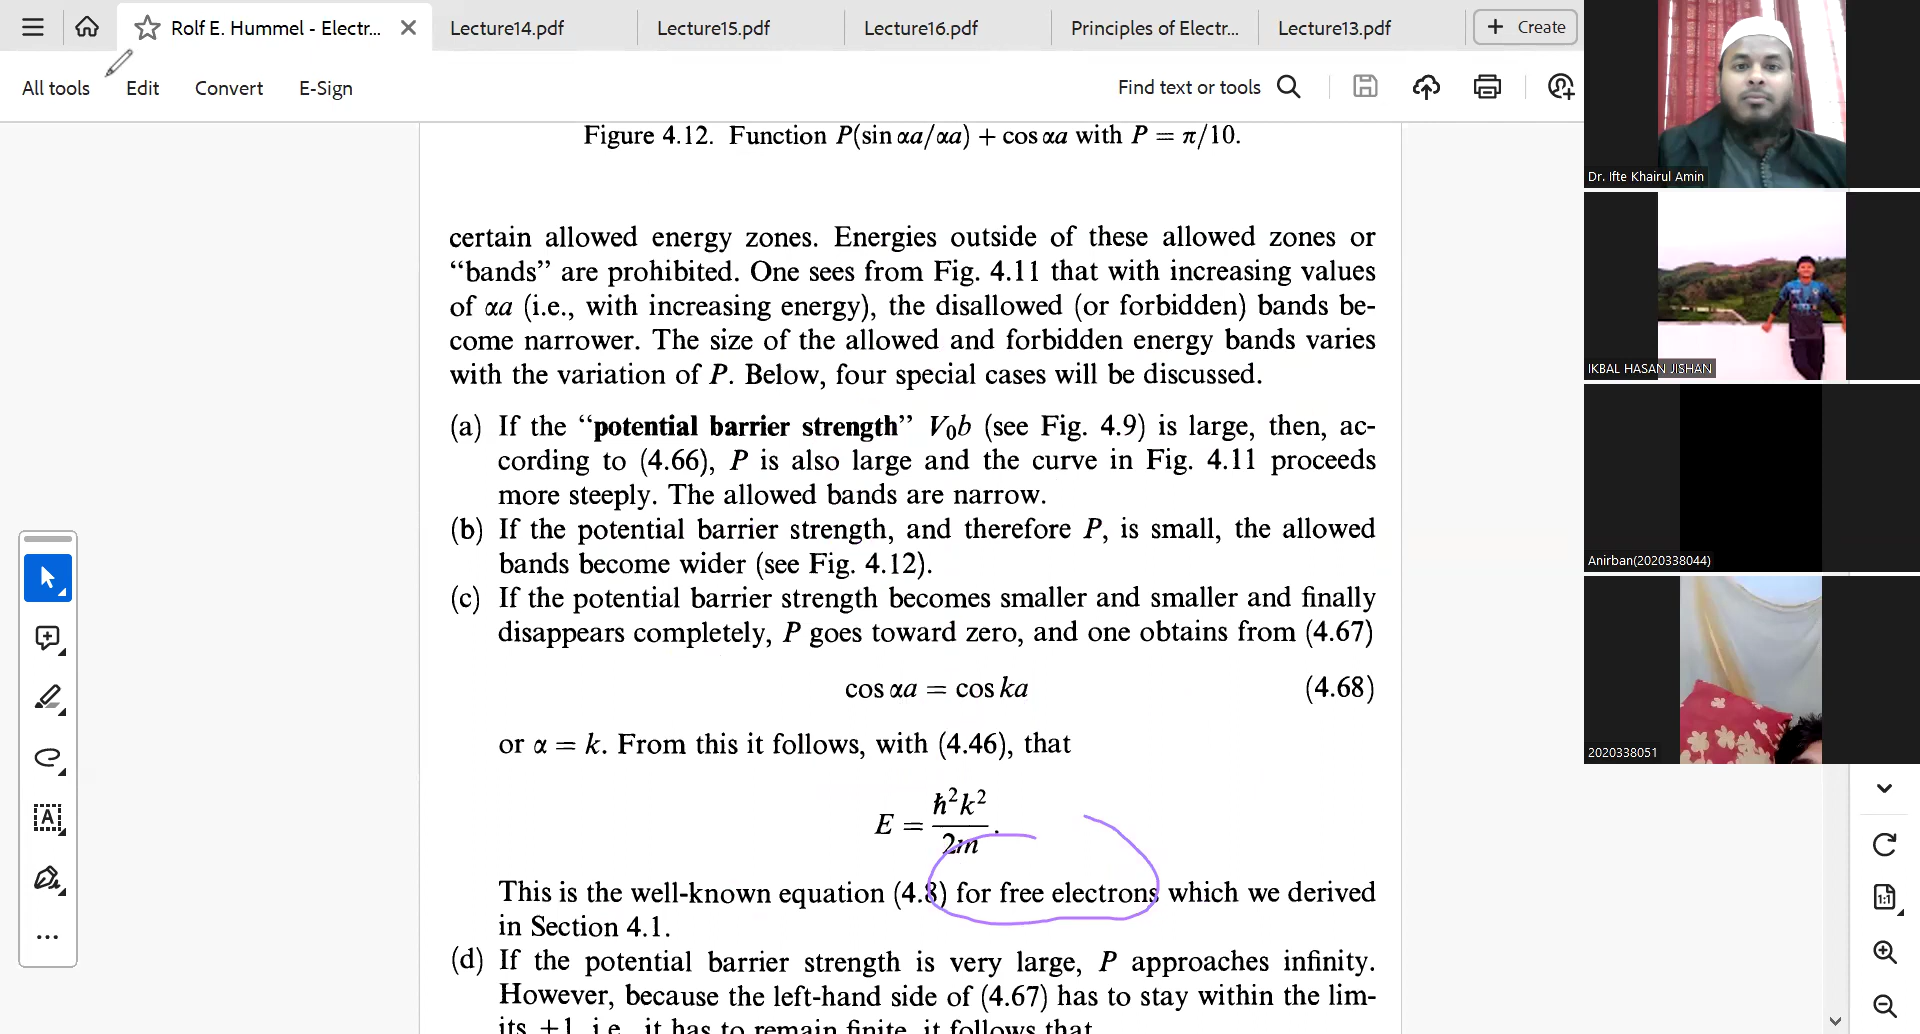 Rolf E. Hummel - Electr...
Lecture14.pdf
Lecture15.pdf
Lecture16.pdf
Principles of Electr...
Lecture13.pdf
+ Create
All tools
Edit
Convert
E-Sign
Find text or tools
Figure 4.12. Function P(sin αa/αa) + cos αa with P = π/10.
certain allowed energy zones. Energies outside of these allowed zones or
“bands” are prohibited. One sees from Fig. 4.11 that with increasing values
of αa (i.e., with increasing energy), the disallowed (or forbidden) bands be-
come narrower. The size of the allowed and forbidden energy bands varies
with the variation of P. Below, four special cases will be discussed.
(a) If the “potential barrier strength” V₀b (see Fig. 4.9) is large, then, ac-
cording to (4.66), P is also large and the curve in Fig. 4.11 proceeds
more steeply. The allowed bands are narrow.
(b) If the potential barrier strength, and therefore P, is small, the allowed
bands become wider (see Fig. 4.12).
(c) If the potential barrier strength becomes smaller and smaller and finally
disappears completely, P goes toward zero, and one obtains from (4.67)
cos αa = cos ka (4.68)
or α = k. From this it follows, with (4.46), that
E = ħ²k²/2m.
This is the well-known equation (4.8) for free electrons which we derived
in Section 4.1.
(d) If the potential barrier strength is very large, P approaches infinity.
However, because the left-hand side of (4.67) has to stay within the lim-
its ±1, i.e., it has to remain finite, it follows that
Dr. Ifte Khairul Amin
IKBAL HASAN JISHAN
Anirban(2020338044)
2020338051
A
1:1